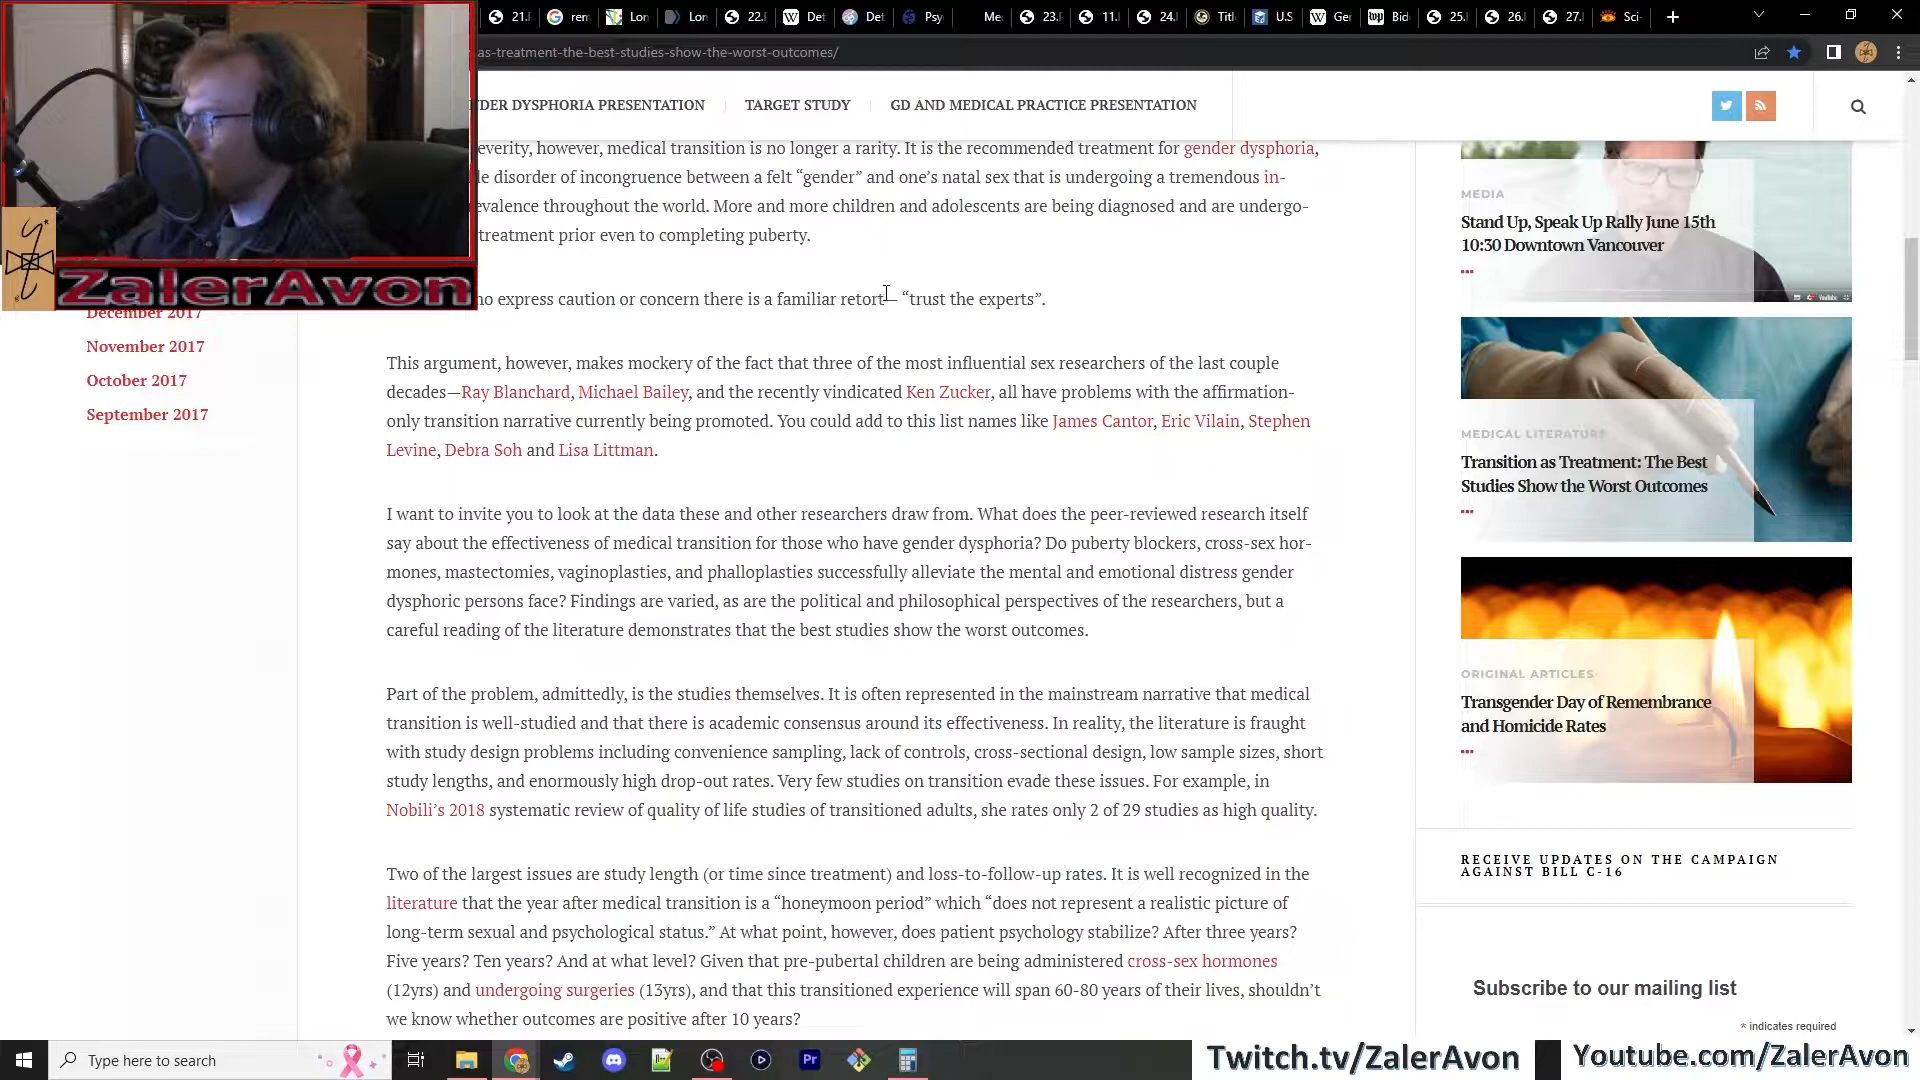 21.
rem
Lon
Lon
22.
Det
Det
Psy
Me
23.
11.
24.
Titl
U.S
Ger
Bid
25.
26.
27.
Sci-
as-treatment-the-best-studies-show-the-worst-outcomes/
DER DYSPHORIA PRESENTATION
TARGET STUDY
GD AND MEDICAL PRACTICE PRESENTATION
everity, however, medical transition is no longer a rarity. It is the recommended treatment for gender dysphoria,
le disorder of incongruence between a felt “gender” and one’s natal sex that is undergoing a tremendous in-
evalence throughout the world. More and more children and adolescents are being diagnosed and are undergo-
treatment prior even to completing puberty.
ho express caution or concern there is a familiar retort— “trust the experts”.
ZalerAvon
December 2017
November 2017
October 2017
September 2017
This argument, however, makes mockery of the fact that three of the most influential sex researchers of the last couple
decades—Ray Blanchard, Michael Bailey, and the recently vindicated Ken Zucker, all have problems with the affirmation-
only transition narrative currently being promoted. You could add to this list names like James Cantor, Eric Vilain, Stephen
Levine, Debra Soh and Lisa Littman.
I want to invite you to look at the data these and other researchers draw from. What does the peer-reviewed research itself
say about the effectiveness of medical transition for those who have gender dysphoria? Do puberty blockers, cross-sex hor-
mones, mastectomies, vaginoplasties, and phalloplasties successfully alleviate the mental and emotional distress gender
dysphoric persons face? Findings are varied, as are the political and philosophical perspectives of the researchers, but a
careful reading of the literature demonstrates that the best studies show the worst outcomes.
Part of the problem, admittedly, is the studies themselves. It is often represented in the mainstream narrative that medical
transition is well-studied and that there is academic consensus around its effectiveness. In reality, the literature is fraught
with study design problems including convenience sampling, lack of controls, cross-sectional design, low sample sizes, short
study lengths, and enormously high drop-out rates. Very few studies on transition evade these issues. For example, in
Nobili’s 2018 systematic review of quality of life studies of transitioned adults, she rates only 2 of 29 studies as high quality.
Two of the largest issues are study length (or time since treatment) and loss-to-follow-up rates. It is well recognized in the
literature that the year after medical transition is a “honeymoon period” which “does not represent a realistic picture of
long-term sexual and psychological status.” At what point, however, does patient psychology stabilize? After three years?
Five years? Ten years? And at what level? Given that pre-pubertal children are being administered cross-sex hormones
(12yrs) and undergoing surgeries (13yrs), and that this transitioned experience will span 60-80 years of their lives, shouldn’t
we know whether outcomes are positive after 10 years?
MEDIA
Stand Up, Speak Up Rally June 15th
10:30 Downtown Vancouver
YouTube
MEDICAL LITERATURE
Transition as Treatment: The Best
Studies Show the Worst Outcomes
ORIGINAL ARTICLES
Transgender Day of Remembrance
and Homicide Rates
RECEIVE UPDATES ON THE CAMPAIGN
AGAINST BILL C-16
Subscribe to our mailing list
* indicates required
Type here to search
Pr
Twitch.tv/ZalerAvon
Youtube.com/ZalerAvon